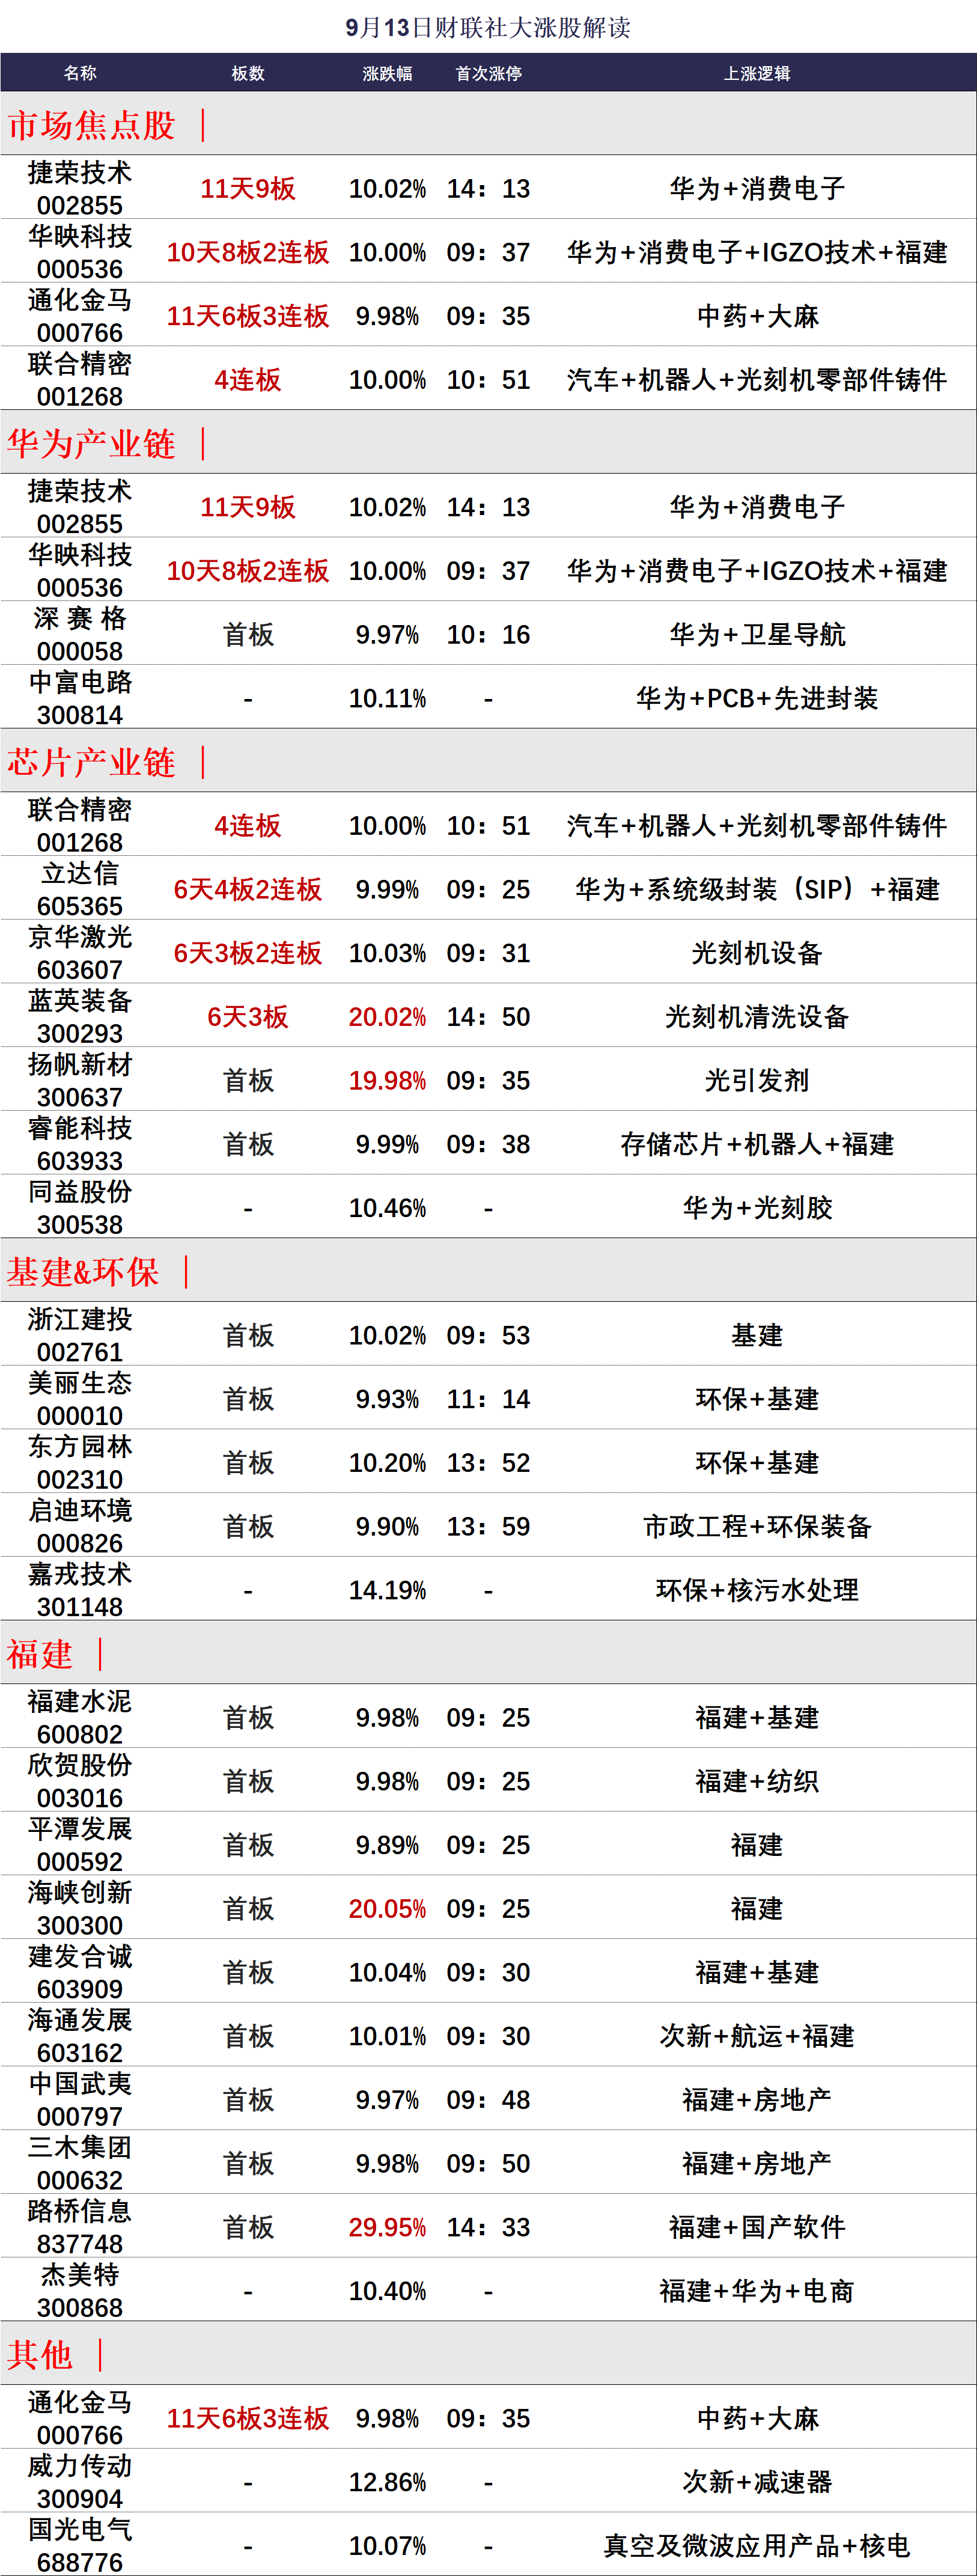 9月13日财联社大涨股解读
名称 板数 涨跌幅 首次涨停 上涨逻辑
市场焦点股 |
捷荣技术
002855 11天9板 10.02% 14：13 华为+消费电子
华映科技
000536 10天8板2连板 10.00% 09：37 华为+消费电子+IGZO技术+福建
通化金马
000766 11天6板3连板 9.98% 09：35 中药+大麻
联合精密
001268 4连板 10.00% 10：51 汽车+机器人+光刻机零部件铸件
华为产业链 |
捷荣技术
002855 11天9板 10.02% 14：13 华为+消费电子
华映科技
000536 10天8板2连板 10.00% 09：37 华为+消费电子+IGZO技术+福建
深 赛 格
000058 首板 9.97% 10：16 华为+卫星导航
中富电路
300814 - 10.11% - 华为+PCB+先进封装
芯片产业链 |
联合精密
001268 4连板 10.00% 10：51 汽车+机器人+光刻机零部件铸件
立达信
605365 6天4板2连板 9.99% 09：25 华为+系统级封装（SIP）+福建
京华激光
603607 6天3板2连板 10.03% 09：31 光刻机设备
蓝英装备
300293 6天3板 20.02% 14：50 光刻机清洗设备
扬帆新材
300637 首板 19.98% 09：35 光引发剂
睿能科技
603933 首板 9.99% 09：38 存储芯片+机器人+福建
同益股份
300538 - 10.46% - 华为+光刻胶
基建&环保 |
浙江建投
002761 首板 10.02% 09：53 基建
美丽生态
000010 首板 9.93% 11：14 环保+基建
东方园林
002310 首板 10.20% 13：52 环保+基建
启迪环境
000826 首板 9.90% 13：59 市政工程+环保装备
嘉戎技术
301148 - 14.19% - 环保+核污水处理
福建 |
福建水泥
600802 首板 9.98% 09：25 福建+基建
欣贺股份
003016 首板 9.98% 09：25 福建+纺织
平潭发展
000592 首板 9.89% 09：25 福建
海峡创新
300300 首板 20.05% 09：25 福建
建发合诚
603909 首板 10.04% 09：30 福建+基建
海通发展
603162 首板 10.01% 09：30 次新+航运+福建
中国武夷
000797 首板 9.97% 09：48 福建+房地产
三木集团
000632 首板 9.98% 09：50 福建+房地产
路桥信息
837748 首板 29.95% 14：33 福建+国产软件
杰美特
300868 - 10.40% - 福建+华为+电商
其他 |
通化金马
000766 11天6板3连板 9.98% 09：35 中药+大麻
威力传动
300904 - 12.86% - 次新+减速器
国光电气
688776 - 10.07% - 真空及微波应用产品+核电